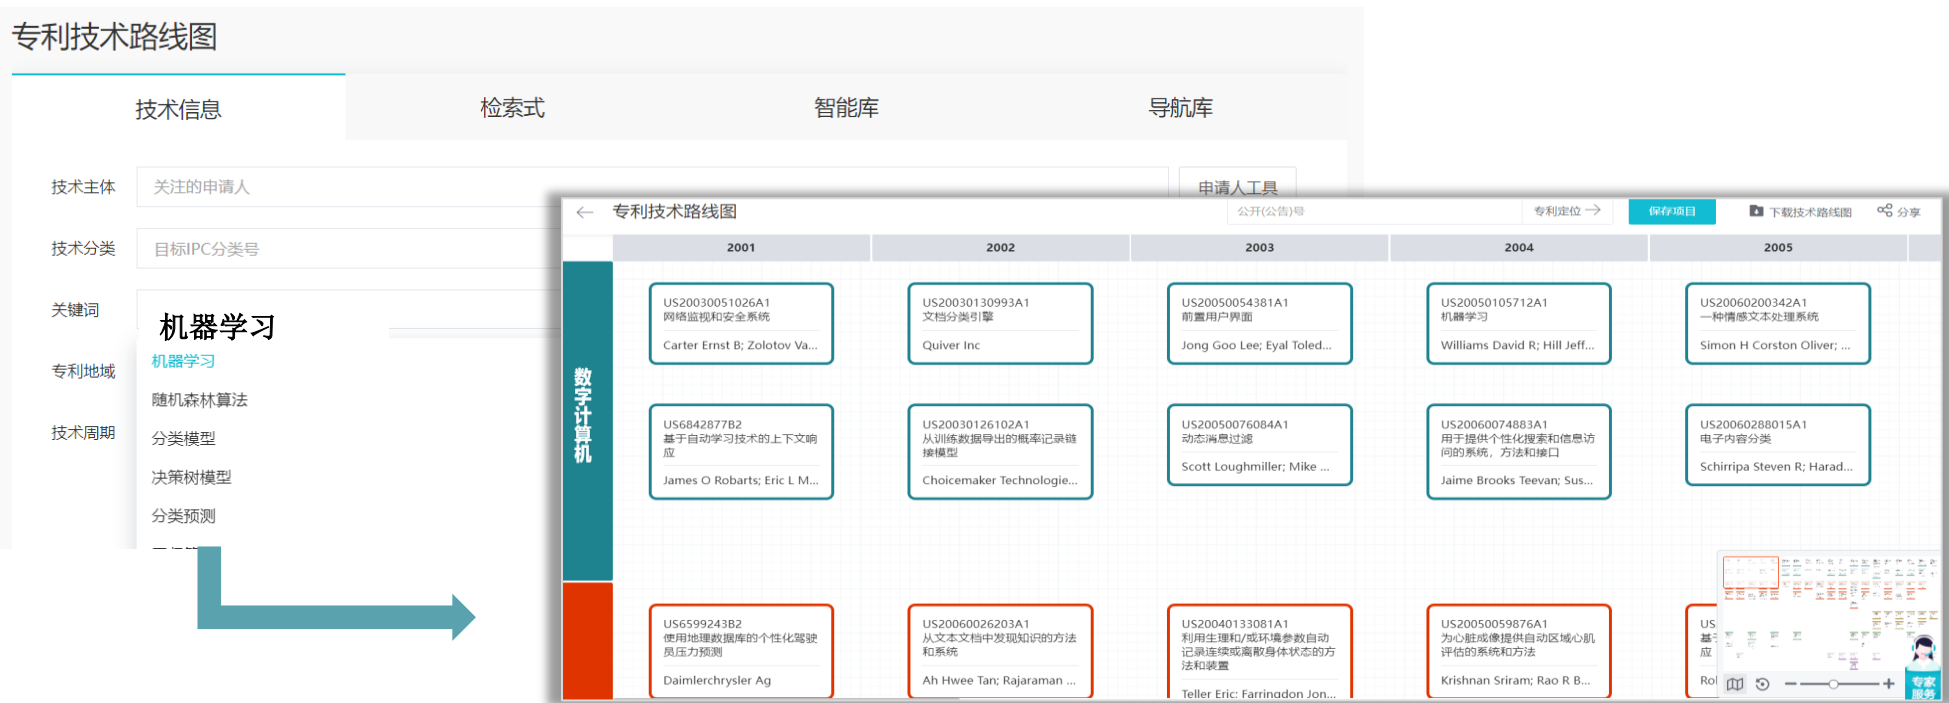 专利技术路线图
技术信息
检索式
智能库
导航库
技术主体
关注的申请人
申请人工具
技术分类
目标IPC分类号
关键词
机器学习
机器学习
专利地域
随机森林算法
技术周期
分类模型
决策树模型
分类预测
专利技术路线图
公开(公告)号
专利定位
保存项目
下载技术路线图
分享
2001
2002
2003
2004
2005
数字计算机
US20030051026A1
网络监视和安全系统
Carter Ernst B; Zolotov Va...
US20030130993A1
文档分类引擎
Quiver Inc
US20050054381A1
前置用户界面
Jong Goo Lee; Eyal Toled...
US20050105712A1
机器学习
Williams David R; Hill Jeff...
US20060200342A1
一种情感文本处理系统
Simon H Corston Oliver; ...
US6842877B2
基于自动学习技术的上下文响
应
James O Robarts; Eric L M...
US20030126102A1
从训练数据导出的概率记录链
接模型
Choicemaker Technologie...
US20050076084A1
动态消息过滤
Scott Loughmiller; Mike ...
US20060074883A1
用于提供个性化搜索和信息访
问的系统，方法和接口
Jaime Brooks Teevan; Sus...
US20060288015A1
电子内容分类
Schirripa Steven R; Harad...
US6599243B2
使用地理数据库的个性化驾驶
员压力预测
Daimlerchrysler Ag
US20060026203A1
从文本文档中发现知识的方法
和系统
Ah Hwee Tan; Rajaraman ...
US20040133081A1
利用生理和/或环境参数自动
记录连续或离散身体状态的方
法和装置
Teller Eric; Farringdon Jon...
US20050059876A1
为心脏成像提供自动区域心肌
评估的系统和方法
Krishnan Sriram; Rao R B...
US
基于
应
Rol
专家
服务